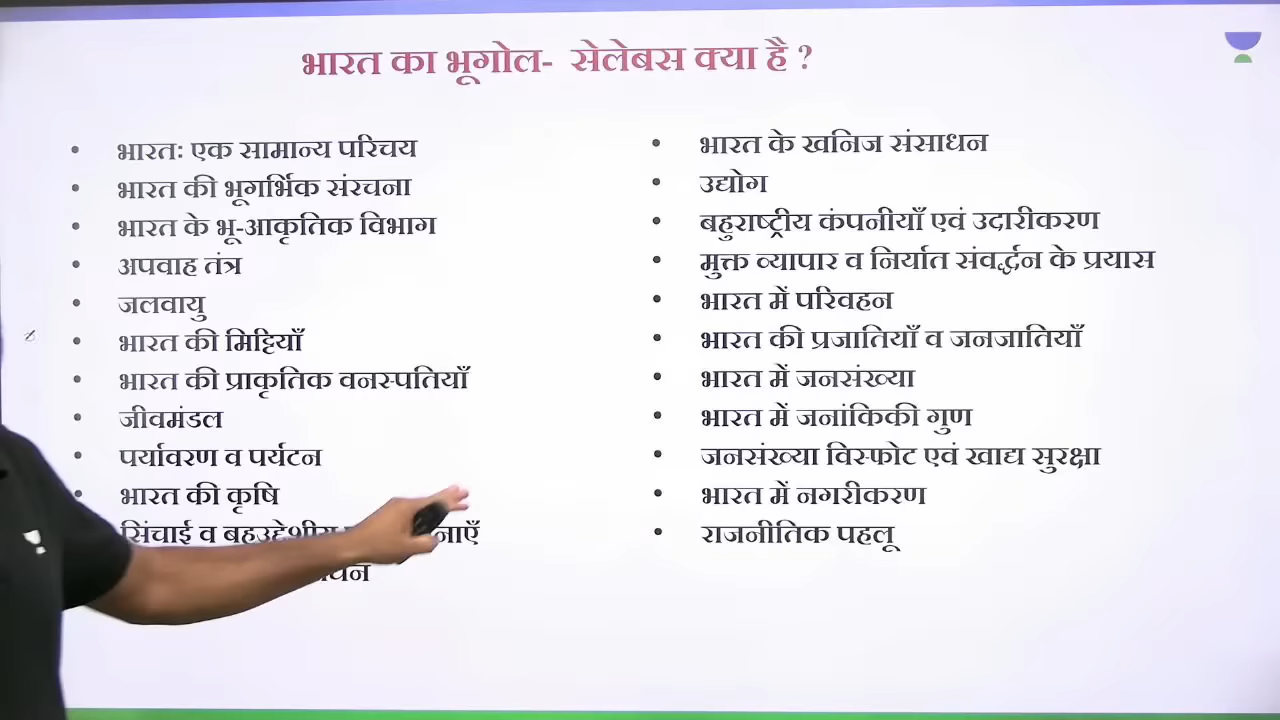 भारत का भूगोल- सेलेबस क्या है ?
भारतः एक सामान्य परिचय
भारत की भूगर्भिक संरचना
भारत के भू-आकृतिक विभाग
अपवाह तंत्र
जलवायु
भारत की मिट्टियाँ
भारत की प्राकृतिक वनस्पतियाँ
जीवमंडल
पर्यावरण व पर्यटन
भारत की कृषि
सिंचाई व
भारत के खनिज संसाधन
उद्योग
बहुराष्ट्रीय कंपनीयाँ एवं उदारीकरण
मुक्त व्यापार व निर्यात संवर्द्धन के प्रयास
भारत में परिवहन
भारत की प्रजातियाँ व जनजातियाँ
भारत में जनसंख्या
भारत में जनांकिकी गुण
जनसंख्या विस्फोट एवं खाद्य सुरक्षा
भारत में नगरीकरण
राजनीतिक पहलू